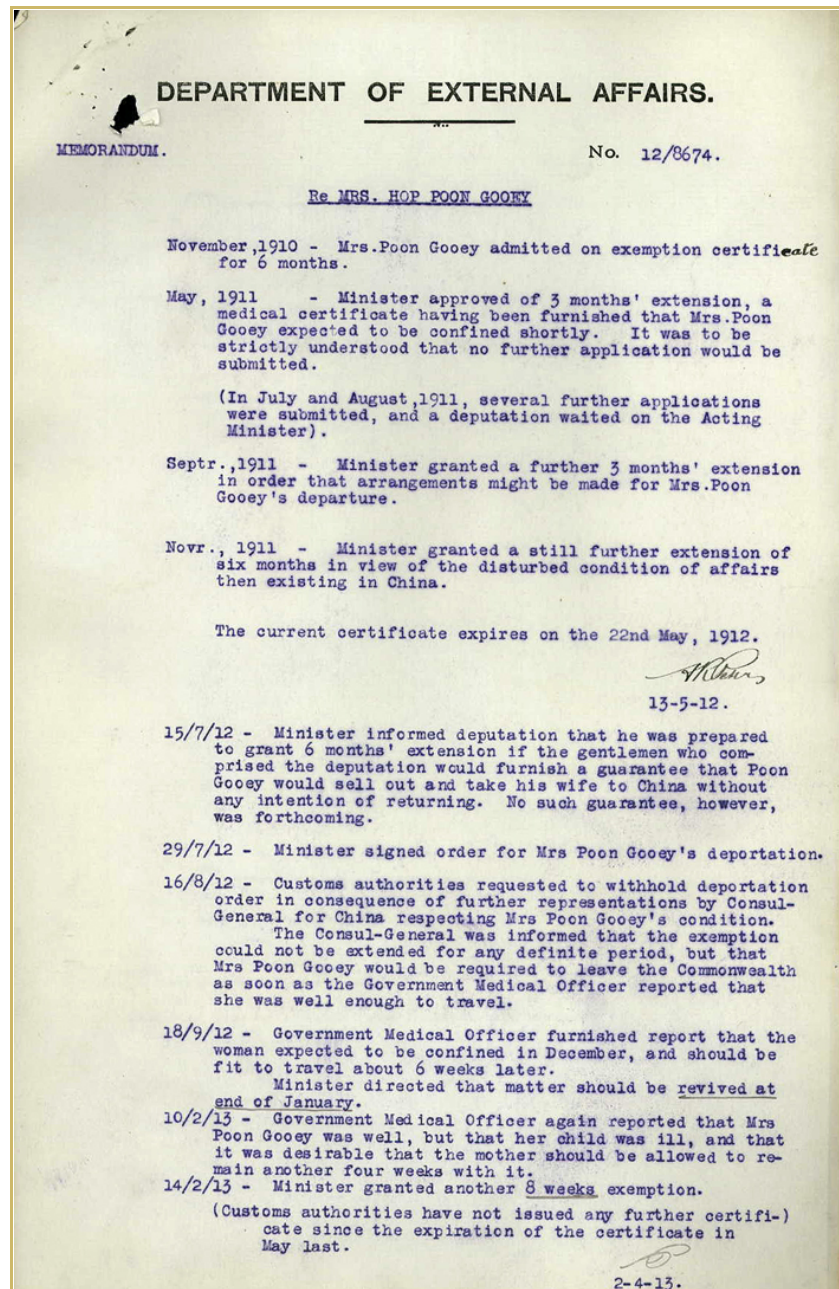 DEPARTMENT OF EXTERNAL AFFAIRS.
MEMORANDUM.
No. 12/8674.
Re MRS. HOP POON GOOEY
November,1910 - Mrs.Poon Gooey admitted on exemption certificate
for 6 months.
May, 1911 - Minister approved of 3 months' extension, a
medical certificate having been furnished that Mrs.Poon
Gooey expected to be confined shortly. It was to be
strictly understood that no further application would be
submitted.
(In July and August,1911, several further applications
were submitted, and a deputation waited on the Acting
Minister).
Septr.,1911 - Minister granted a further 3 months' extension
in order that arrangements might be made for Mrs.Poon
Gooey's departure.
Novr., 1911 - Minister granted a still further extension of
six months in view of the disturbed condition of affairs
then existing in China.
The current certificate expires on the 22nd May, 1912.
13-5-12.
15/7/12 - Minister informed deputation that he was prepared
to grant 6 months' extension if the gentlemen who com-
prised the deputation would furnish a guarantee that Poon
Gooey would sell out and take his wife to China without
any intention of returning. No such guarantee, however,
was forthcoming.
29/7/12 - Minister signed order for Mrs Poon Gooey's deportation.
16/8/12 - Customs authorities requested to withhold deportation
order in consequence of further representations by Consul-
General for China respecting Mrs Poon Gooey's condition.
The Consul-General was informed that the exemption
could not be extended for any definite period, but that
Mrs Poon Gooey would be required to leave the Commonwealth
as soon as the Government Medical Officer reported that
she was well enough to travel.
18/9/12 - Government Medical Officer furnished report that the
woman expected to be confined in December, and should be
fit to travel about 6 weeks later.
Minister directed that matter should be revived at
end of January.
10/2/13 - Government Medical Officer again reported that Mrs
Poon Gooey was well, but that her child was ill, and that
it was desirable that the mother should be allowed to re-
main another four weeks with it.
14/2/13 - Minister granted another 8 weeks exemption.
(Customs authorities have not issued any further certifi-)
cate since the expiration of the certificate in
May last.
2-4-13.